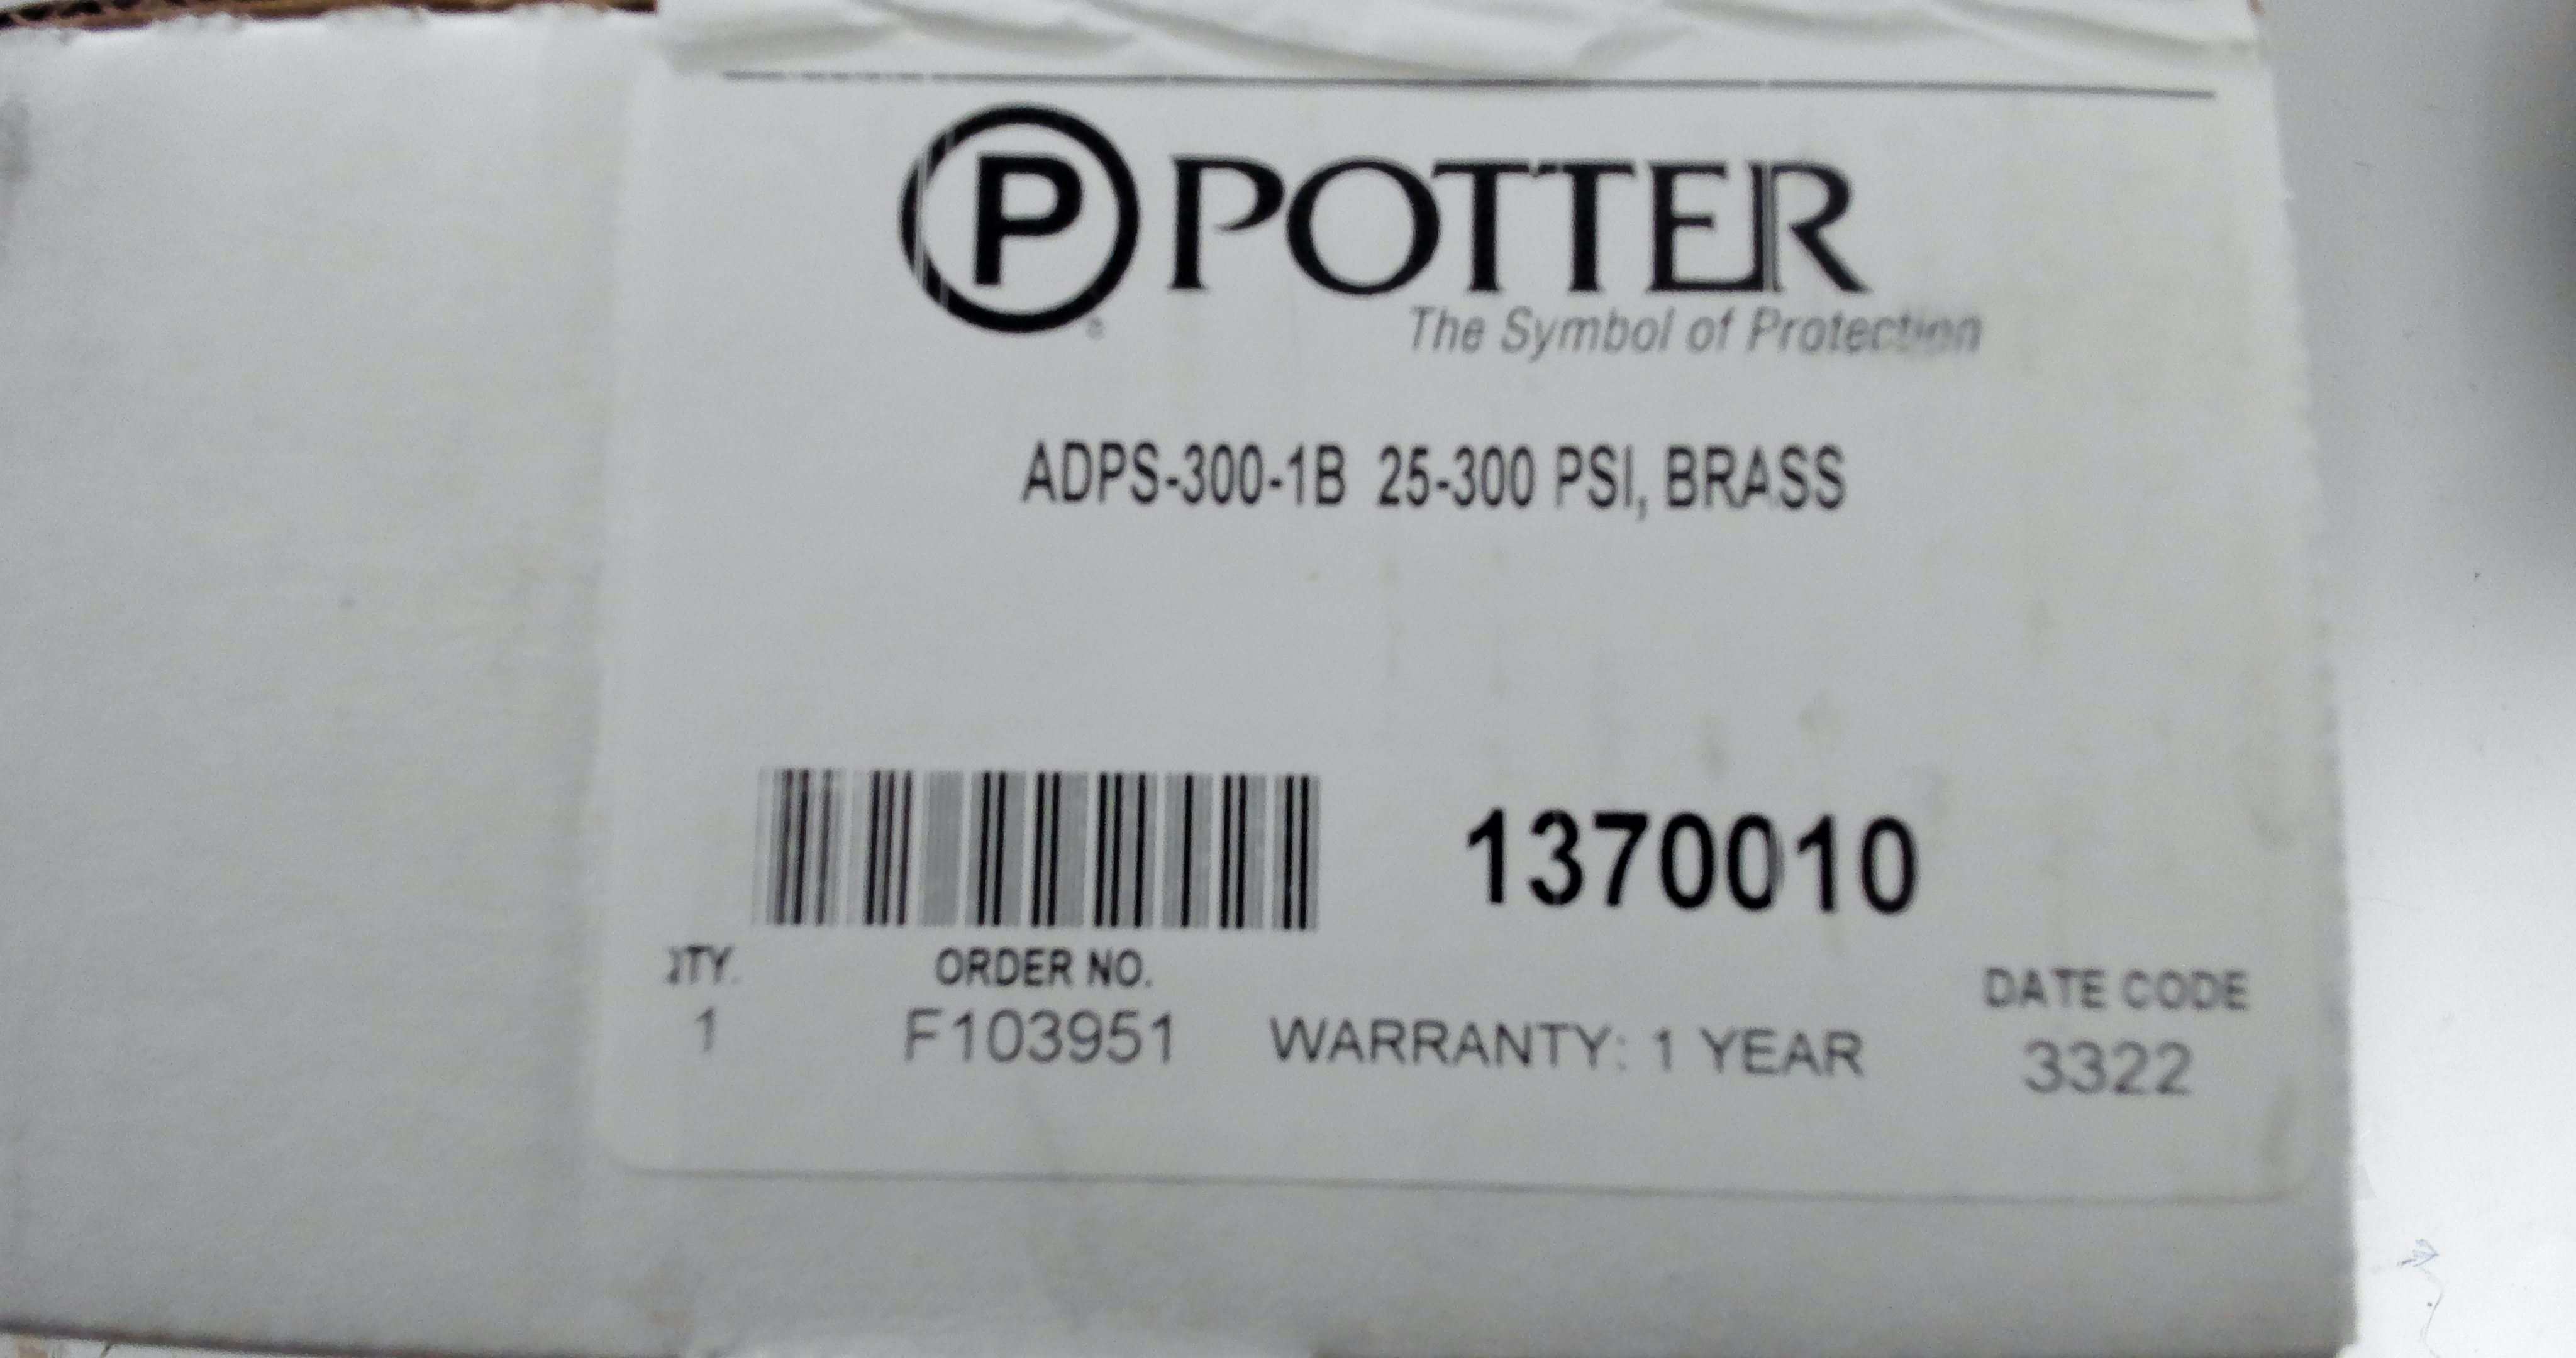 P POTTER
The Symbol of Protection
ADPS-300-1B 25-300 PSI, BRASS
1370010
QTY. ORDER NO. DATE CODE
1 F103951 WARRANTY: 1 YEAR 3322